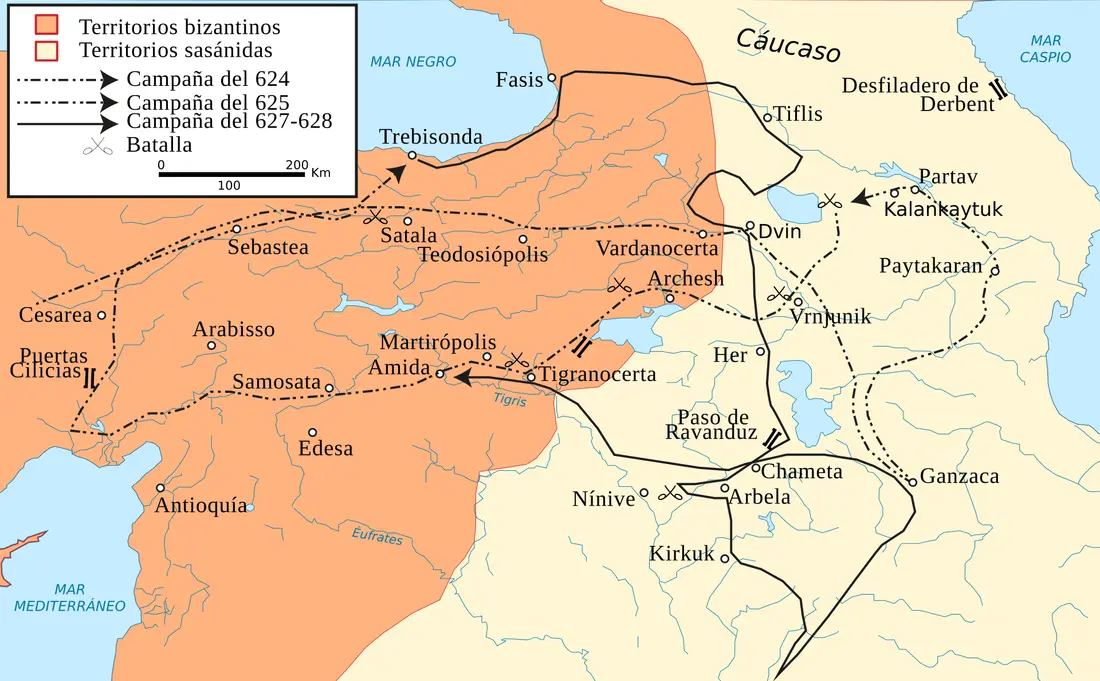 Territorios bizantinos
Territorios sasánidas
Campaña del 624
Campaña del 625
Campaña del 627-628
Batalla
0
200
Km
100
MAR NEGRO
Cáucaso
MAR
CASPIO
Fasis
Desfiladero de
Derbent
Tiflis
Trebisonda
Partav
Kalankaytuk
Sebastea
Satala
Teodosiópolis
Vardanocerta
Dvin
Paytakaran
Archesh
Cesarea
Vrnjunik
Arabisso
Puertas
Cilicias
Martirópolis
Amida
Her
Samosata
Tigranocerta
Tigris
Paso de
Ravanduz
Edesa
Chameta
Ganzaca
Nínive
Arbela
Antioquía
Éufrates
Kirkuk
MAR
MEDITERRÁNEO